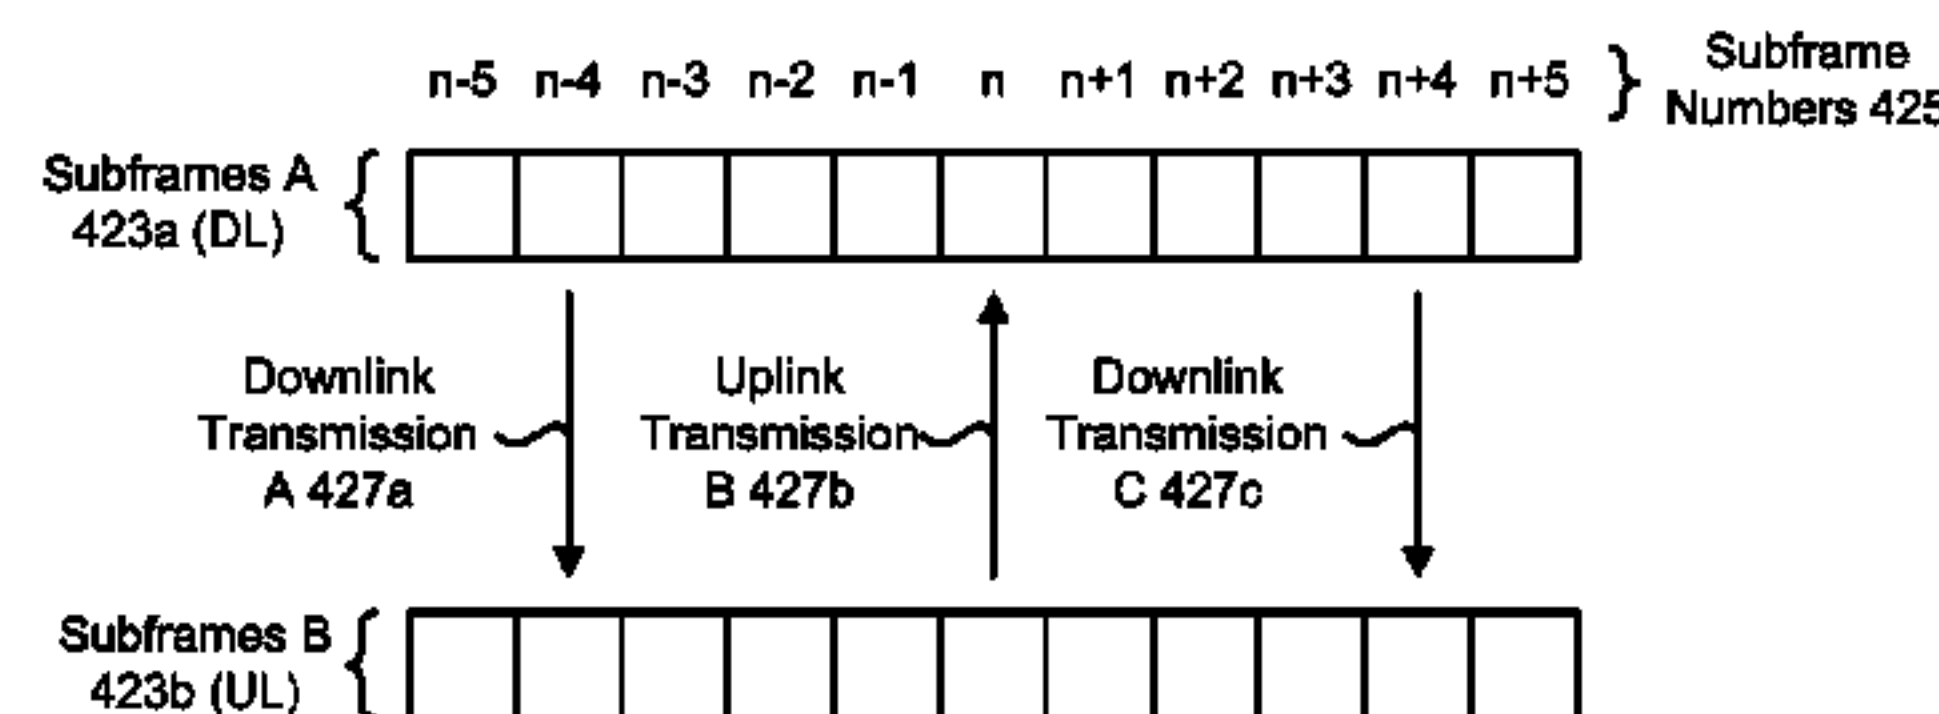 n-5 n-4 n-3 n-2 n-1 n n+1 n+2 n+3 n+4 n+5
Subframe
Numbers 425
Subframes A
423a (DL)
Downlink
Transmission
A 427a
Uplink
Transmission
B 427b
Downlink
Transmission
C 427c
Subframes B
423b (UL)